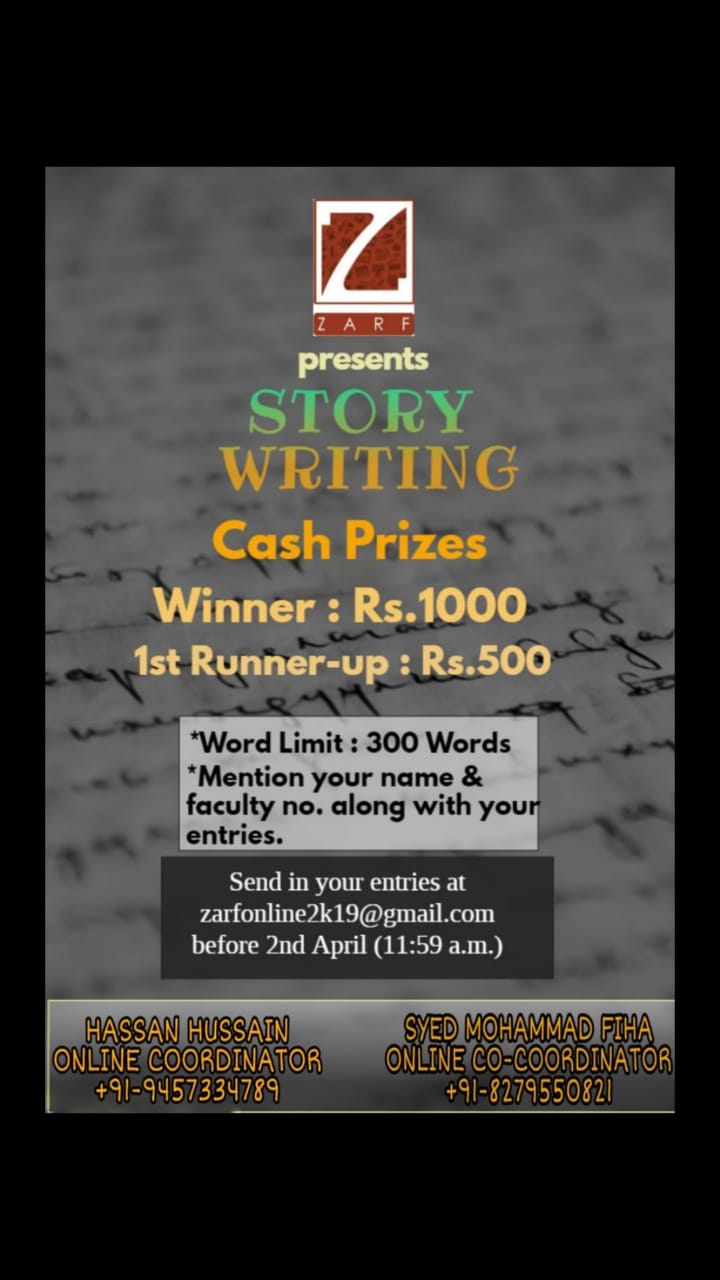 Z
ZARF
presents
STORY
WRITING
Cash Prizes
Winner : Rs.1000
1st Runner-up : Rs.500
*Word Limit : 300 Words
*Mention your name &
faculty no. along with your
entries.
Send in your entries at
zarfonline2k19@gmail.com
before 2nd April (11:59 a.m.)
HASSAN HUSSAIN
ONLINE COORDINATOR
+91-9457334789
SYED MOHAMMAD FIHA
ONLINE CO-COORDINATOR
+91-8279550821